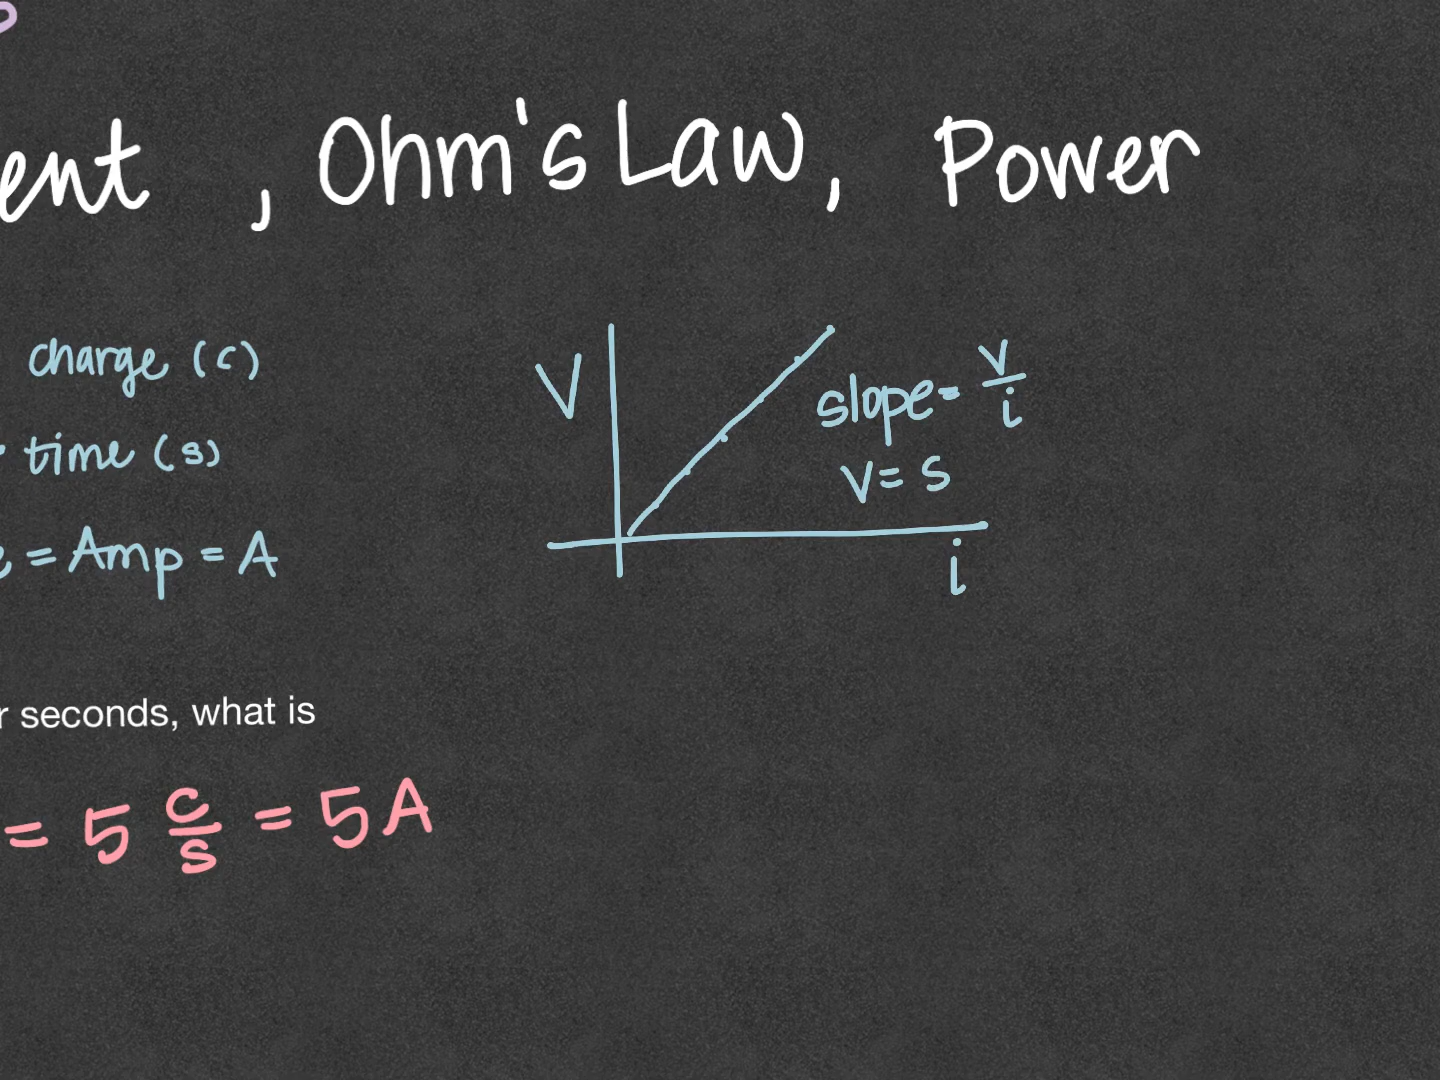 ent , Ohm's Law, Power
charge (c)
time (s)
= Amp = A
V
slope = V/i
V = s
i
r seconds, what is
= 5 c/s = 5A